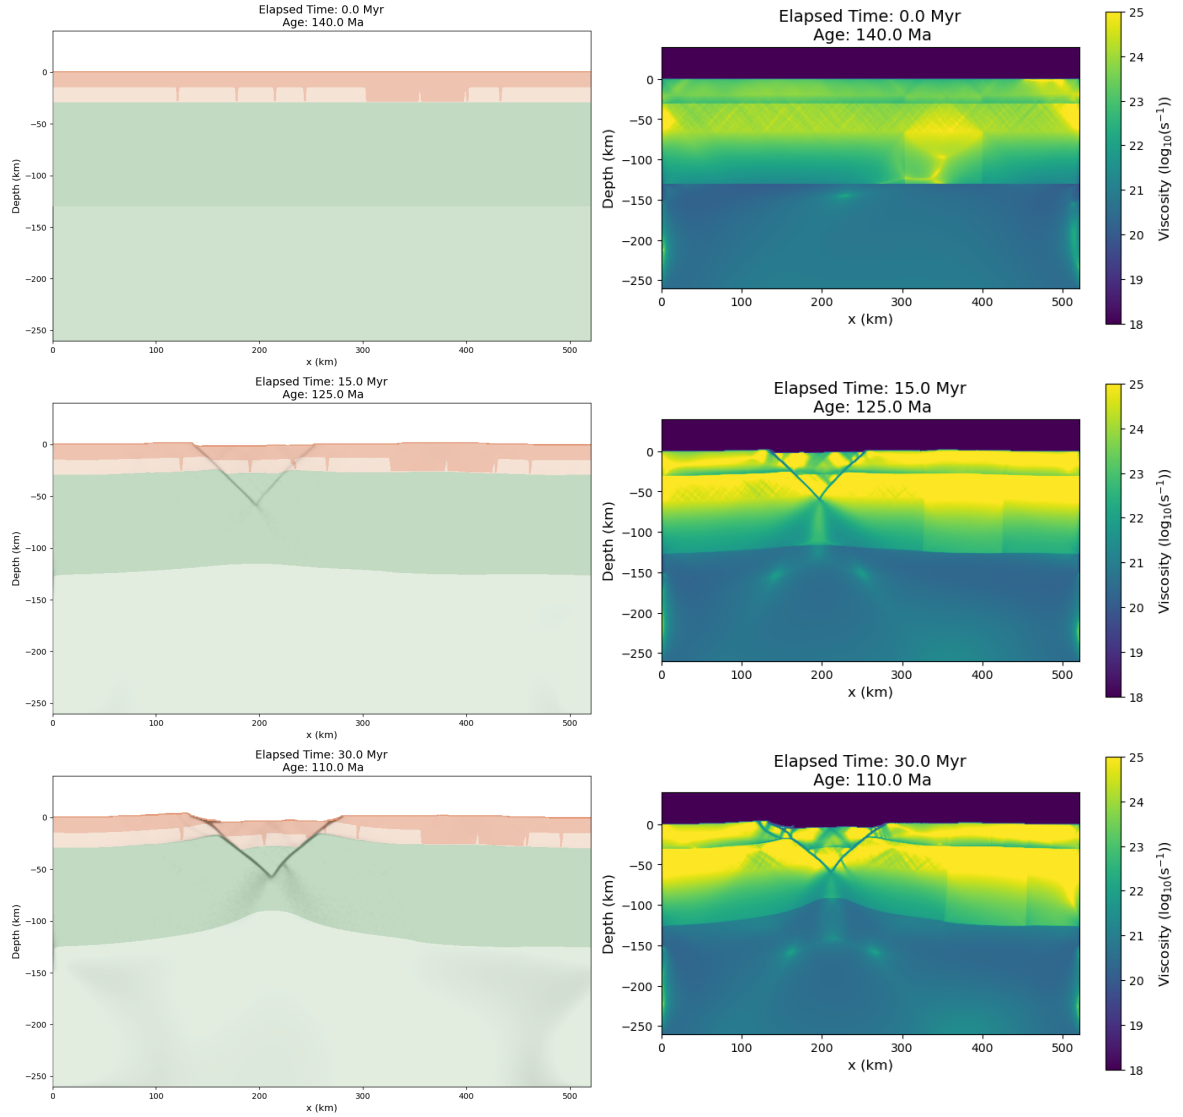 Elapsed Time: 0.0 Myr
Age: 140.0 Ma
0
−50
−100
−150
−200
−250
Depth (km)
0 100 200 300 400 500
x (km)
Elapsed Time: 0.0 Myr
Age: 140.0 Ma
0
−50
−100
−150
−200
−250
Depth (km)
0 100 200 300 400 500
x (km)
25
24
23
22
21
20
19
18
Viscosity (log10(s−1))
Elapsed Time: 15.0 Myr
Age: 125.0 Ma
0
−50
−100
−150
−200
−250
Depth (km)
0 100 200 300 400 500
x (km)
Elapsed Time: 15.0 Myr
Age: 125.0 Ma
0
−50
−100
−150
−200
−250
Depth (km)
0 100 200 300 400 500
x (km)
25
24
23
22
21
20
19
18
Viscosity (log10(s−1))
Elapsed Time: 30.0 Myr
Age: 110.0 Ma
0
−50
−100
−150
−200
−250
Depth (km)
0 100 200 300 400 500
x (km)
Elapsed Time: 30.0 Myr
Age: 110.0 Ma
0
−50
−100
−150
−200
−250
Depth (km)
0 100 200 300 400 500
x (km)
25
24
23
22
21
20
19
18
Viscosity (log10(s−1))